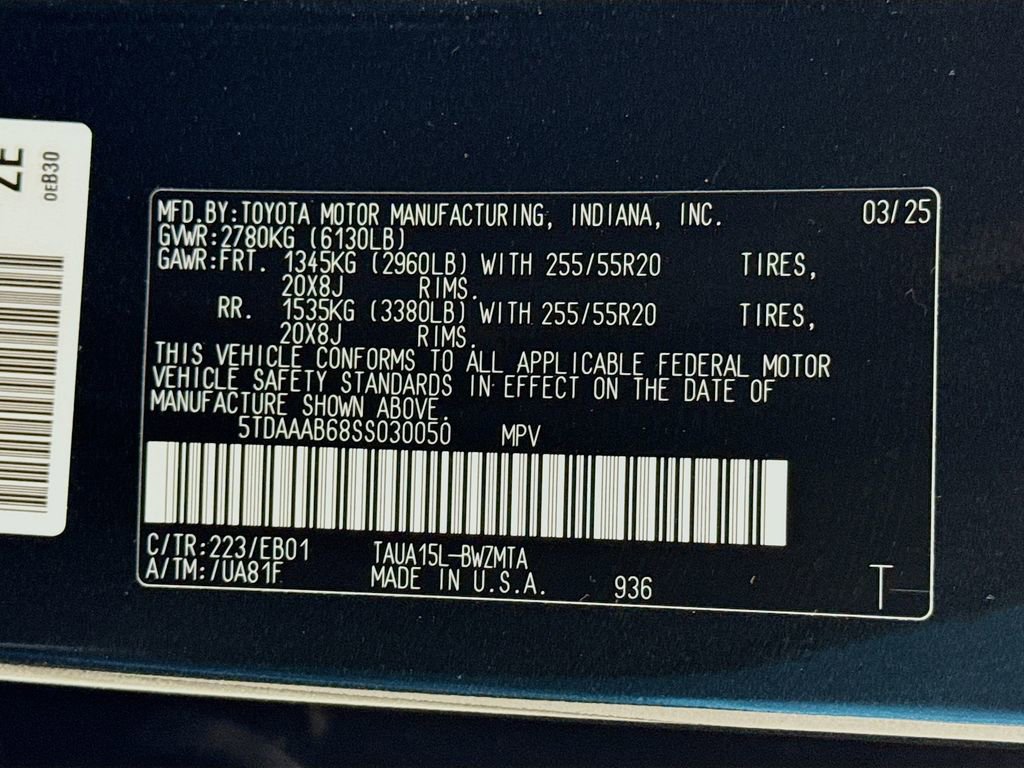 ZE
0EB30
MFD.BY:TOYOTA MOTOR MANUFACTURING, INDIANA, INC. 03/25
GVWR:2780KG (6130LB)
GAWR:FRT. 1345KG (2960LB) WITH 255/55R20 TIRES,
20X8J RIMS.
RR. 1535KG (3380LB) WITH 255/55R20 TIRES,
20X8J RIMS.
THIS VEHICLE CONFORMS TO ALL APPLICABLE FEDERAL MOTOR
VEHICLE SAFETY STANDARDS IN EFFECT ON THE DATE OF
MANUFACTURE SHOWN ABOVE.
5TDAAAB68SS030050 MPV
C/TR:223/EB01 TAUA15L-BWZMTA
A/TM:/UA81F MADE IN U.S.A. 936 T